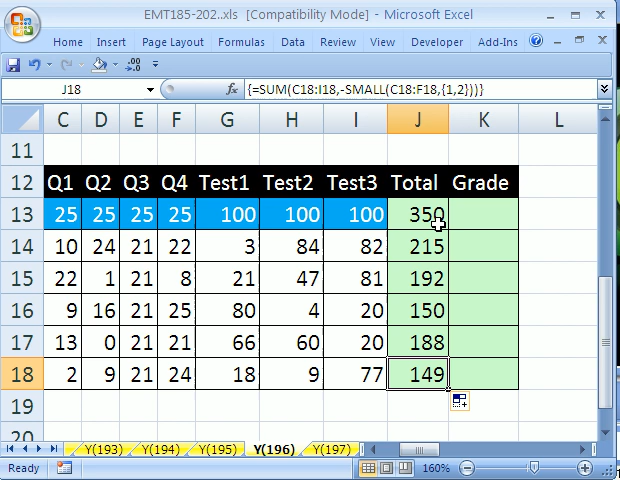 EMT185-202..xls [Compatibility Mode] - Microsoft Excel
Home Insert Page Layout Formulas Data Review View Developer Add-Ins
J18 fx {=SUM(C18:I18,-SMALL(C18:F18,{1,2}))}
C D E F G H I J K L
11
12 Q1 Q2 Q3 Q4 Test1 Test2 Test3 Total Grade
13 25 25 25 25 100 100 100 350
14 10 24 21 22 3 84 82 215
15 22 1 21 8 21 47 81 192
16 9 16 21 25 80 4 20 150
17 13 0 21 21 66 60 20 188
18 2 9 21 24 18 9 77 149
19
20
Y(193) Y(194) Y(195) Y(196) Y(197)
Ready 160%